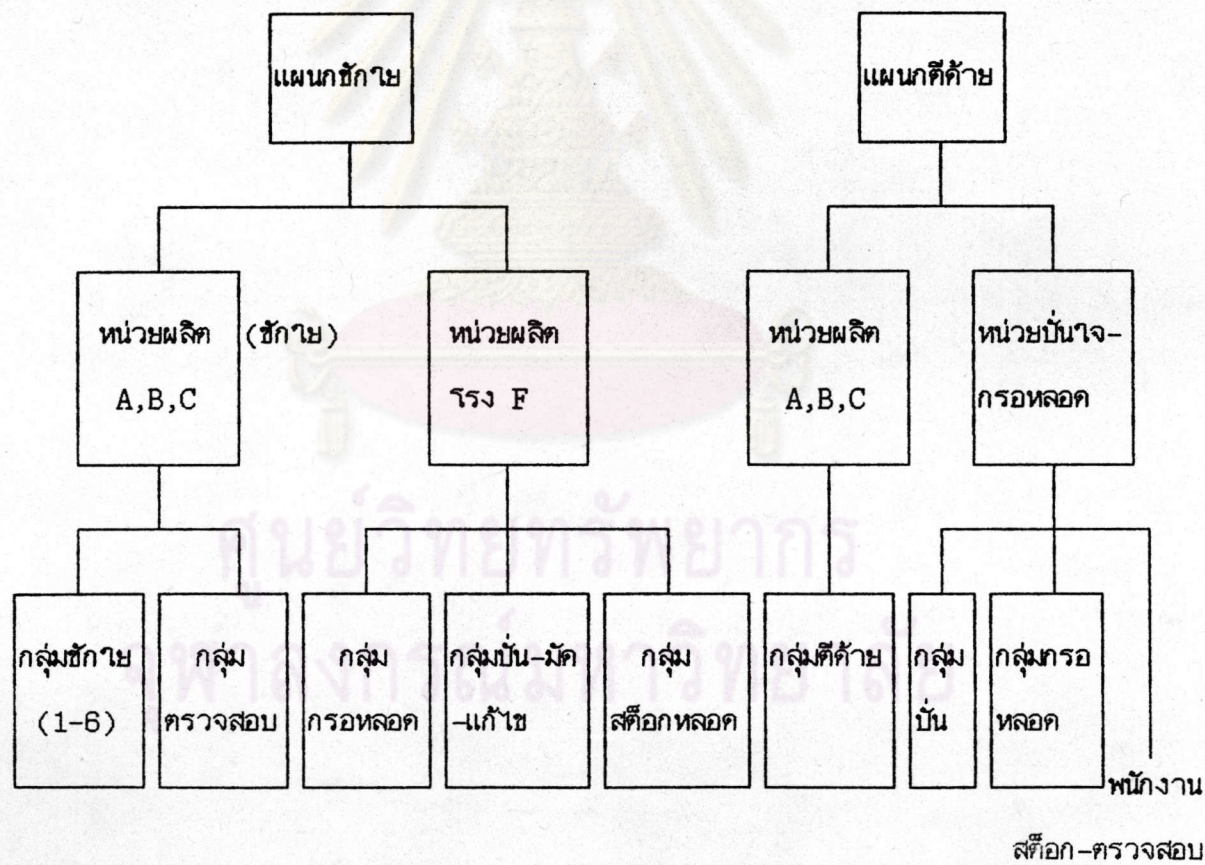 แผนกชักใย
แผนกตีด้าย
หน่วยผลิต
A,B,C
(ชักใย)
หน่วยผลิต
โรง F
หน่วยผลิต
A,B,C
หน่วยปั่นใจ-
กรอหลอด
กลุ่มชักใย
(1-6)
กลุ่ม
ตรวจสอบ
กลุ่ม
กรอหลอด
กลุ่มปั่น-มัด
-แก้ไข
กลุ่ม
สต็อกหลอด
กลุ่มตีด้าย
กลุ่ม
ปั่น
กลุ่มกรอ
หลอด
พนักงาน
สต็อก-ตรวจสอบ
ศูนย์วิทยทรัพยากร
จุฬาลงกรณ์มหาวิทยาลัย